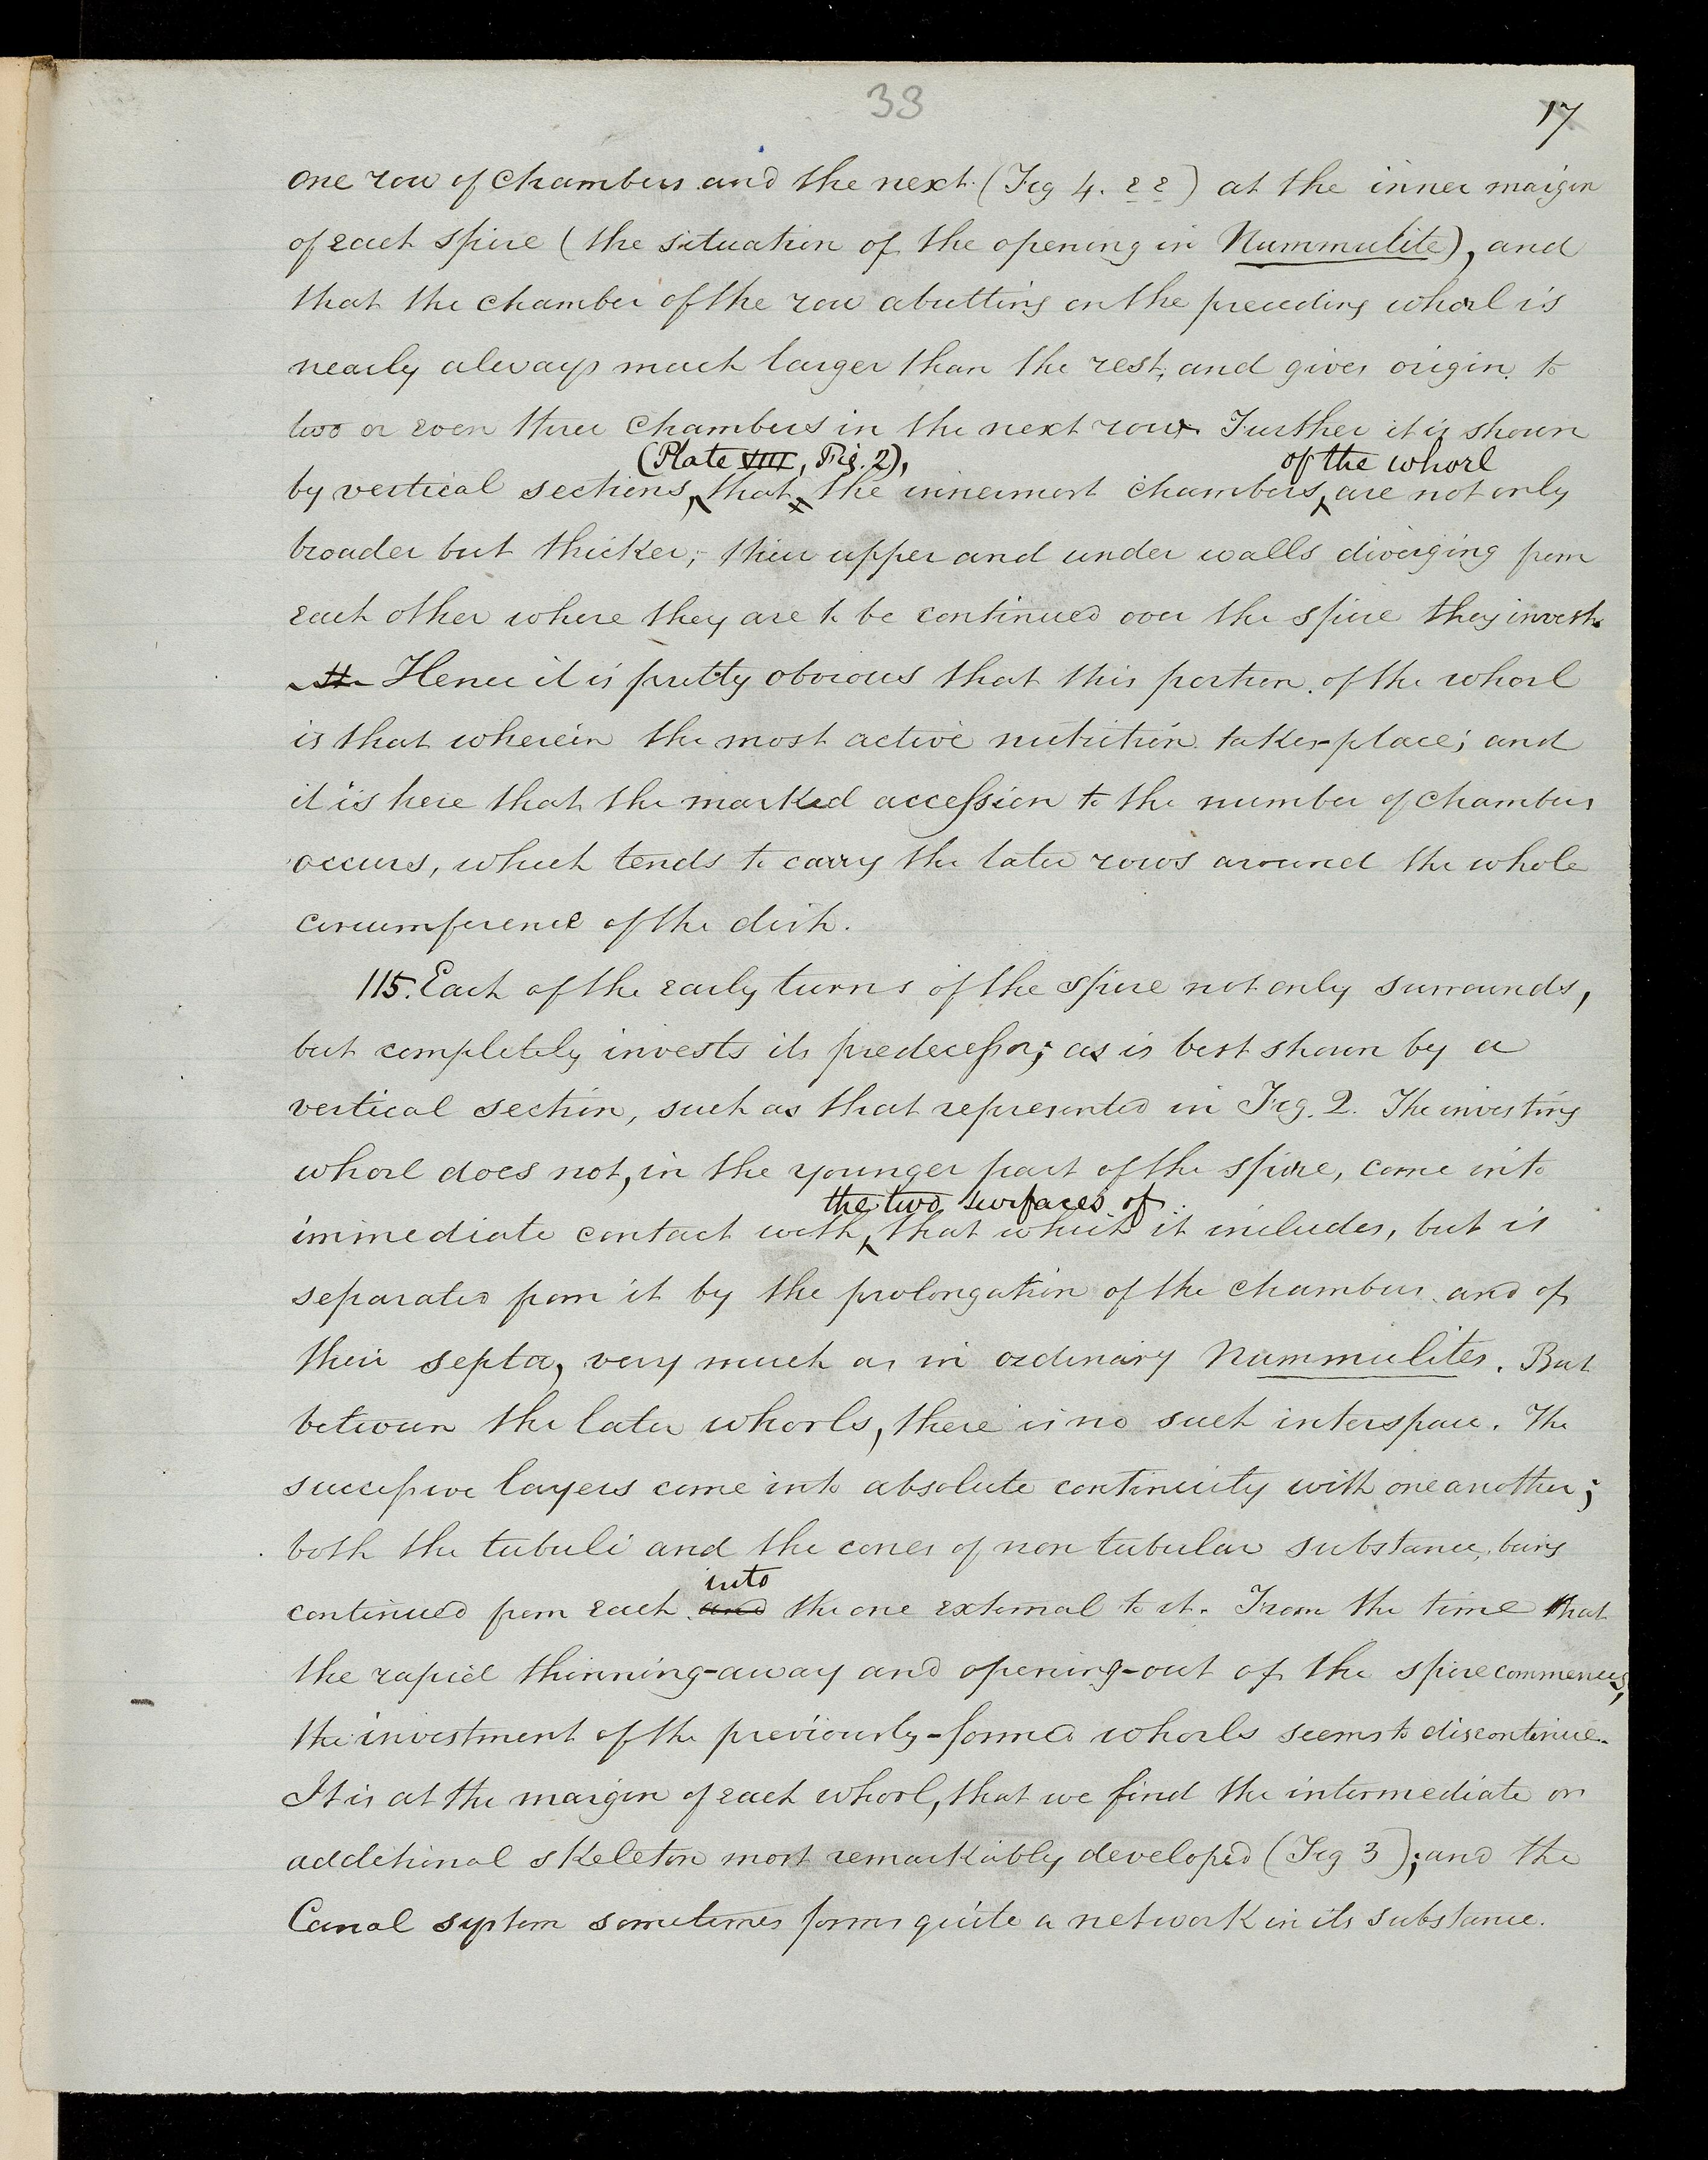 33
17
one row of chambers and the next (Fig 4. e e) at the inner margin
of each spire (the situation of the opening in Nummulite), and
that the chamber of the row abutting on the preceding whorl is
nearly always much larger than the rest, and gives origin to
two or even three chambers in the next row. Further it is shown
(Plate VIII, Fig. 2), of the whorl
by vertical sections, that the innermost chambers are not only
broader but thicker; their upper and under walls diverging from
each other where they are to be continued over the spire they invest.
Hence it is pretty obvious that this portion of the whorl
is that wherein the most active nutrition takes-place; and
it is here that the marked accession to the number of chambers
occurs, which tends to carry the later rows around the whole
circumference of the disk.
115. Each of the early turns of the spire not only surrounds,
but completely invests its predecessor; as is best shown by a
vertical section, such as that represented in Fig. 2. The investing
whorl does not, in the younger part of the spire, come into
the two surfaces of
immediate contact with that which it includes, but is
separated from it by the prolongation of the chambers and of
their septa, very much as in ordinary Nummulites. But
between the later whorls, there is no such interspace. The
successive layers come into absolute continuity with one another;
both the tubuli and the cones of non tubular substance, being
into
continued from each and the one external to it. From the time that
the rapid thinning-away and opening-out of the spire commences,
the investment of the previously-formed whorls seems to discontinue.
It is at the margin of each whorl, that we find the intermediate or
additional skeleton most remarkably developed (Fig 3); and the
Canal system sometimes forms quite a network in its substance.